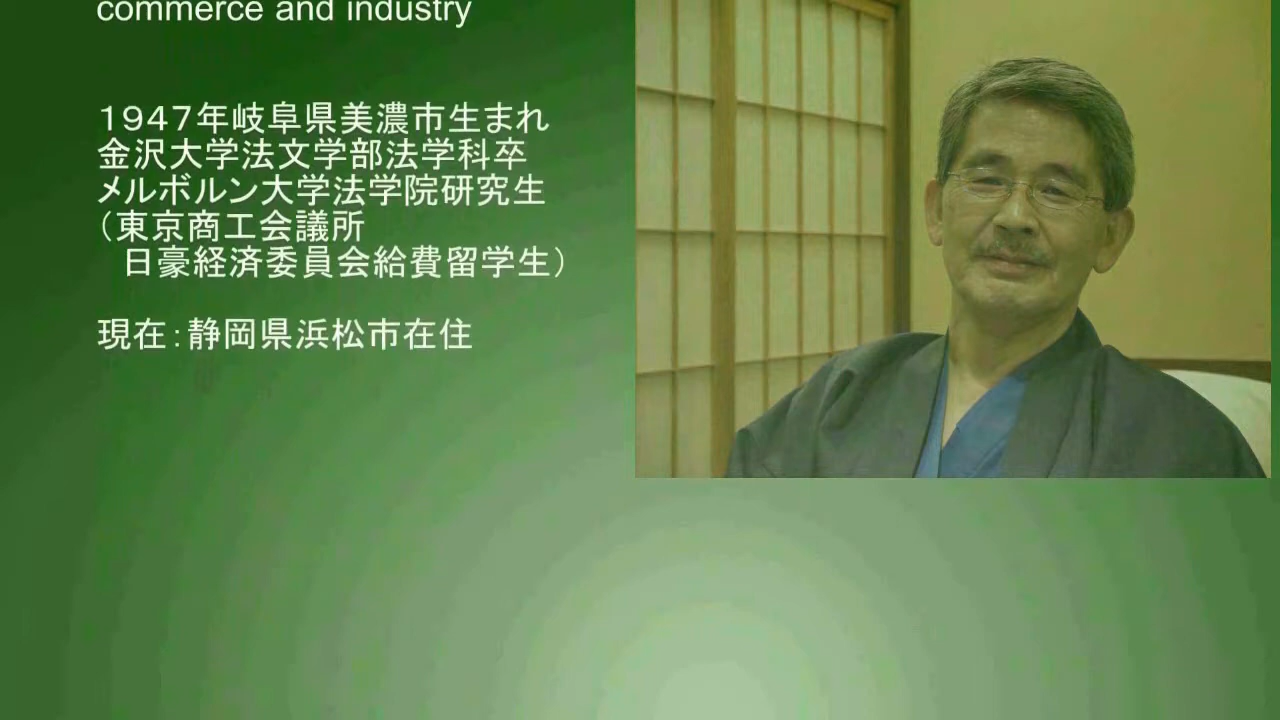 commerce and industry
１９４７年岐阜県美濃市生まれ
金沢大学法文学部法学科卒
メルボルン大学法学院研究生
（東京商工会議所
　日豪経済委員会給費留学生）
現在：静岡県浜松市在住